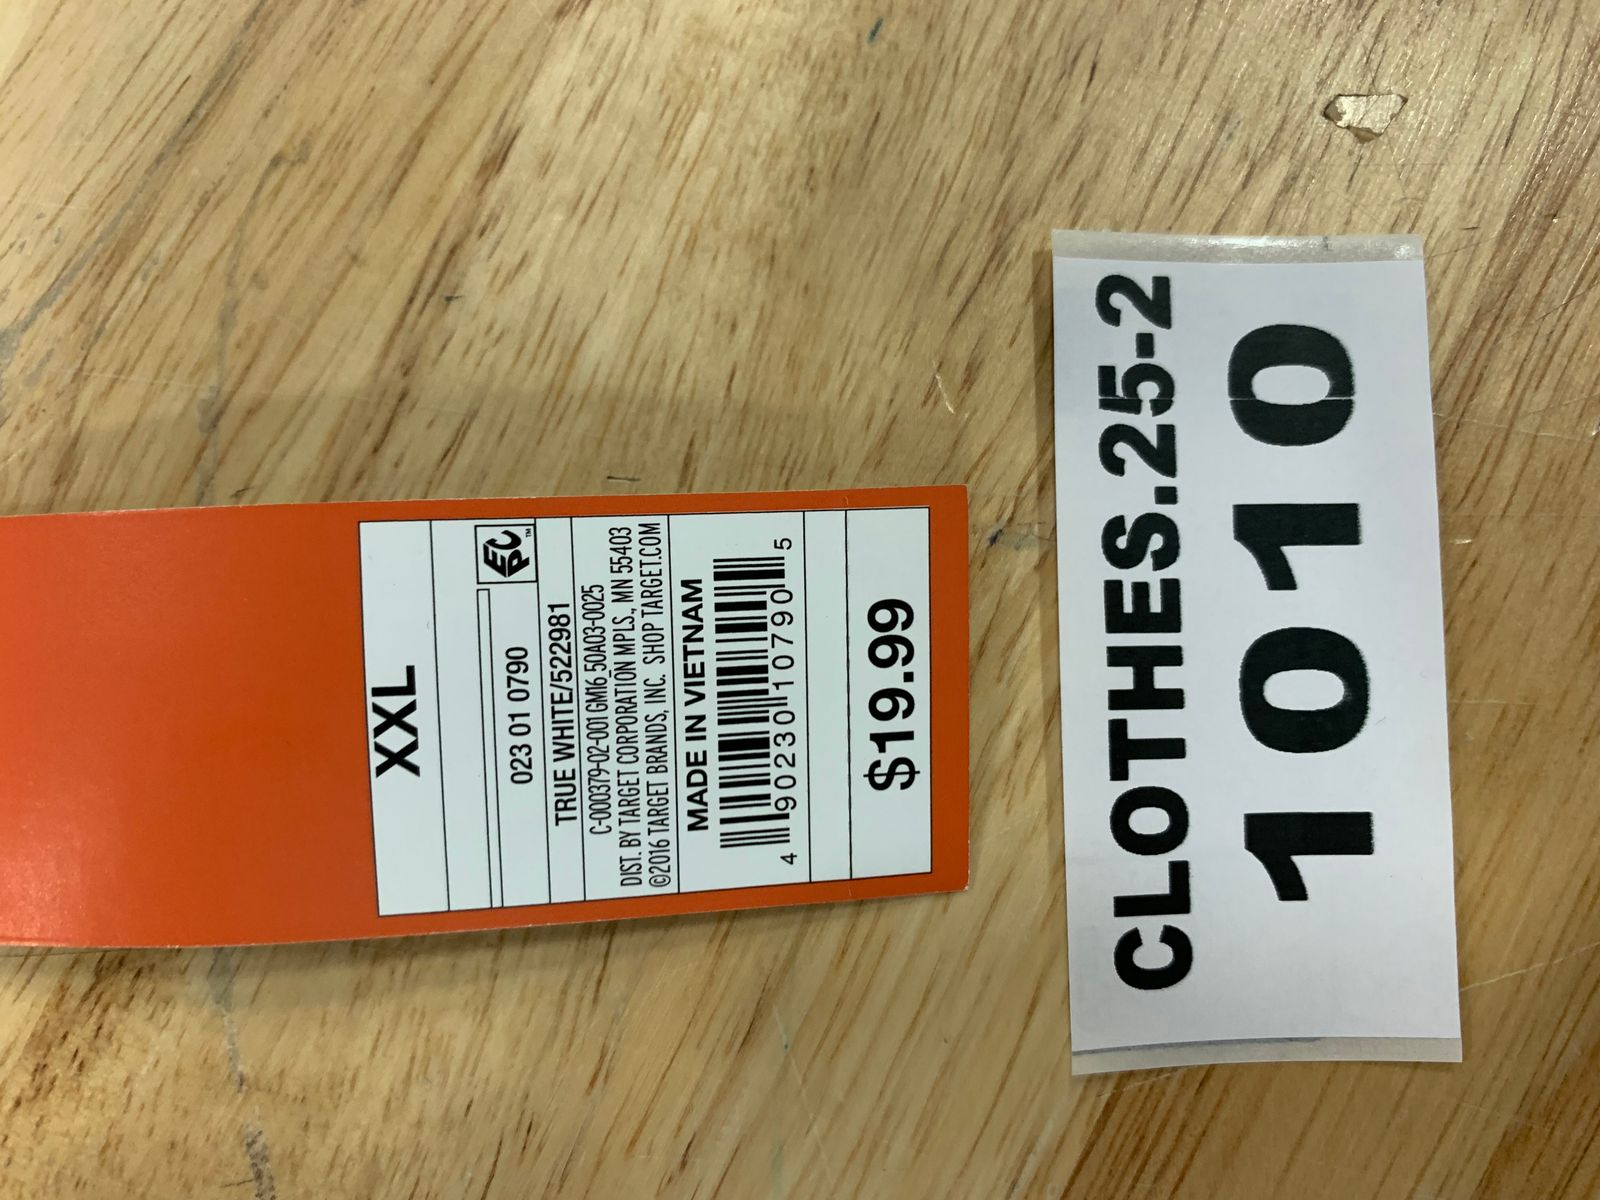 XXL
EPC™
023 01 0790
TRUE WHITE/522981
C-000379-02-001 GM16_50A03-0025
DIST. BY TARGET CORPORATION MPLS., MN 55403
©2016 TARGET BRANDS, INC. SHOP TARGET.COM
MADE IN VIETNAM
4 90230 10790 5
$19.99
CLOTHES.25-2
1010